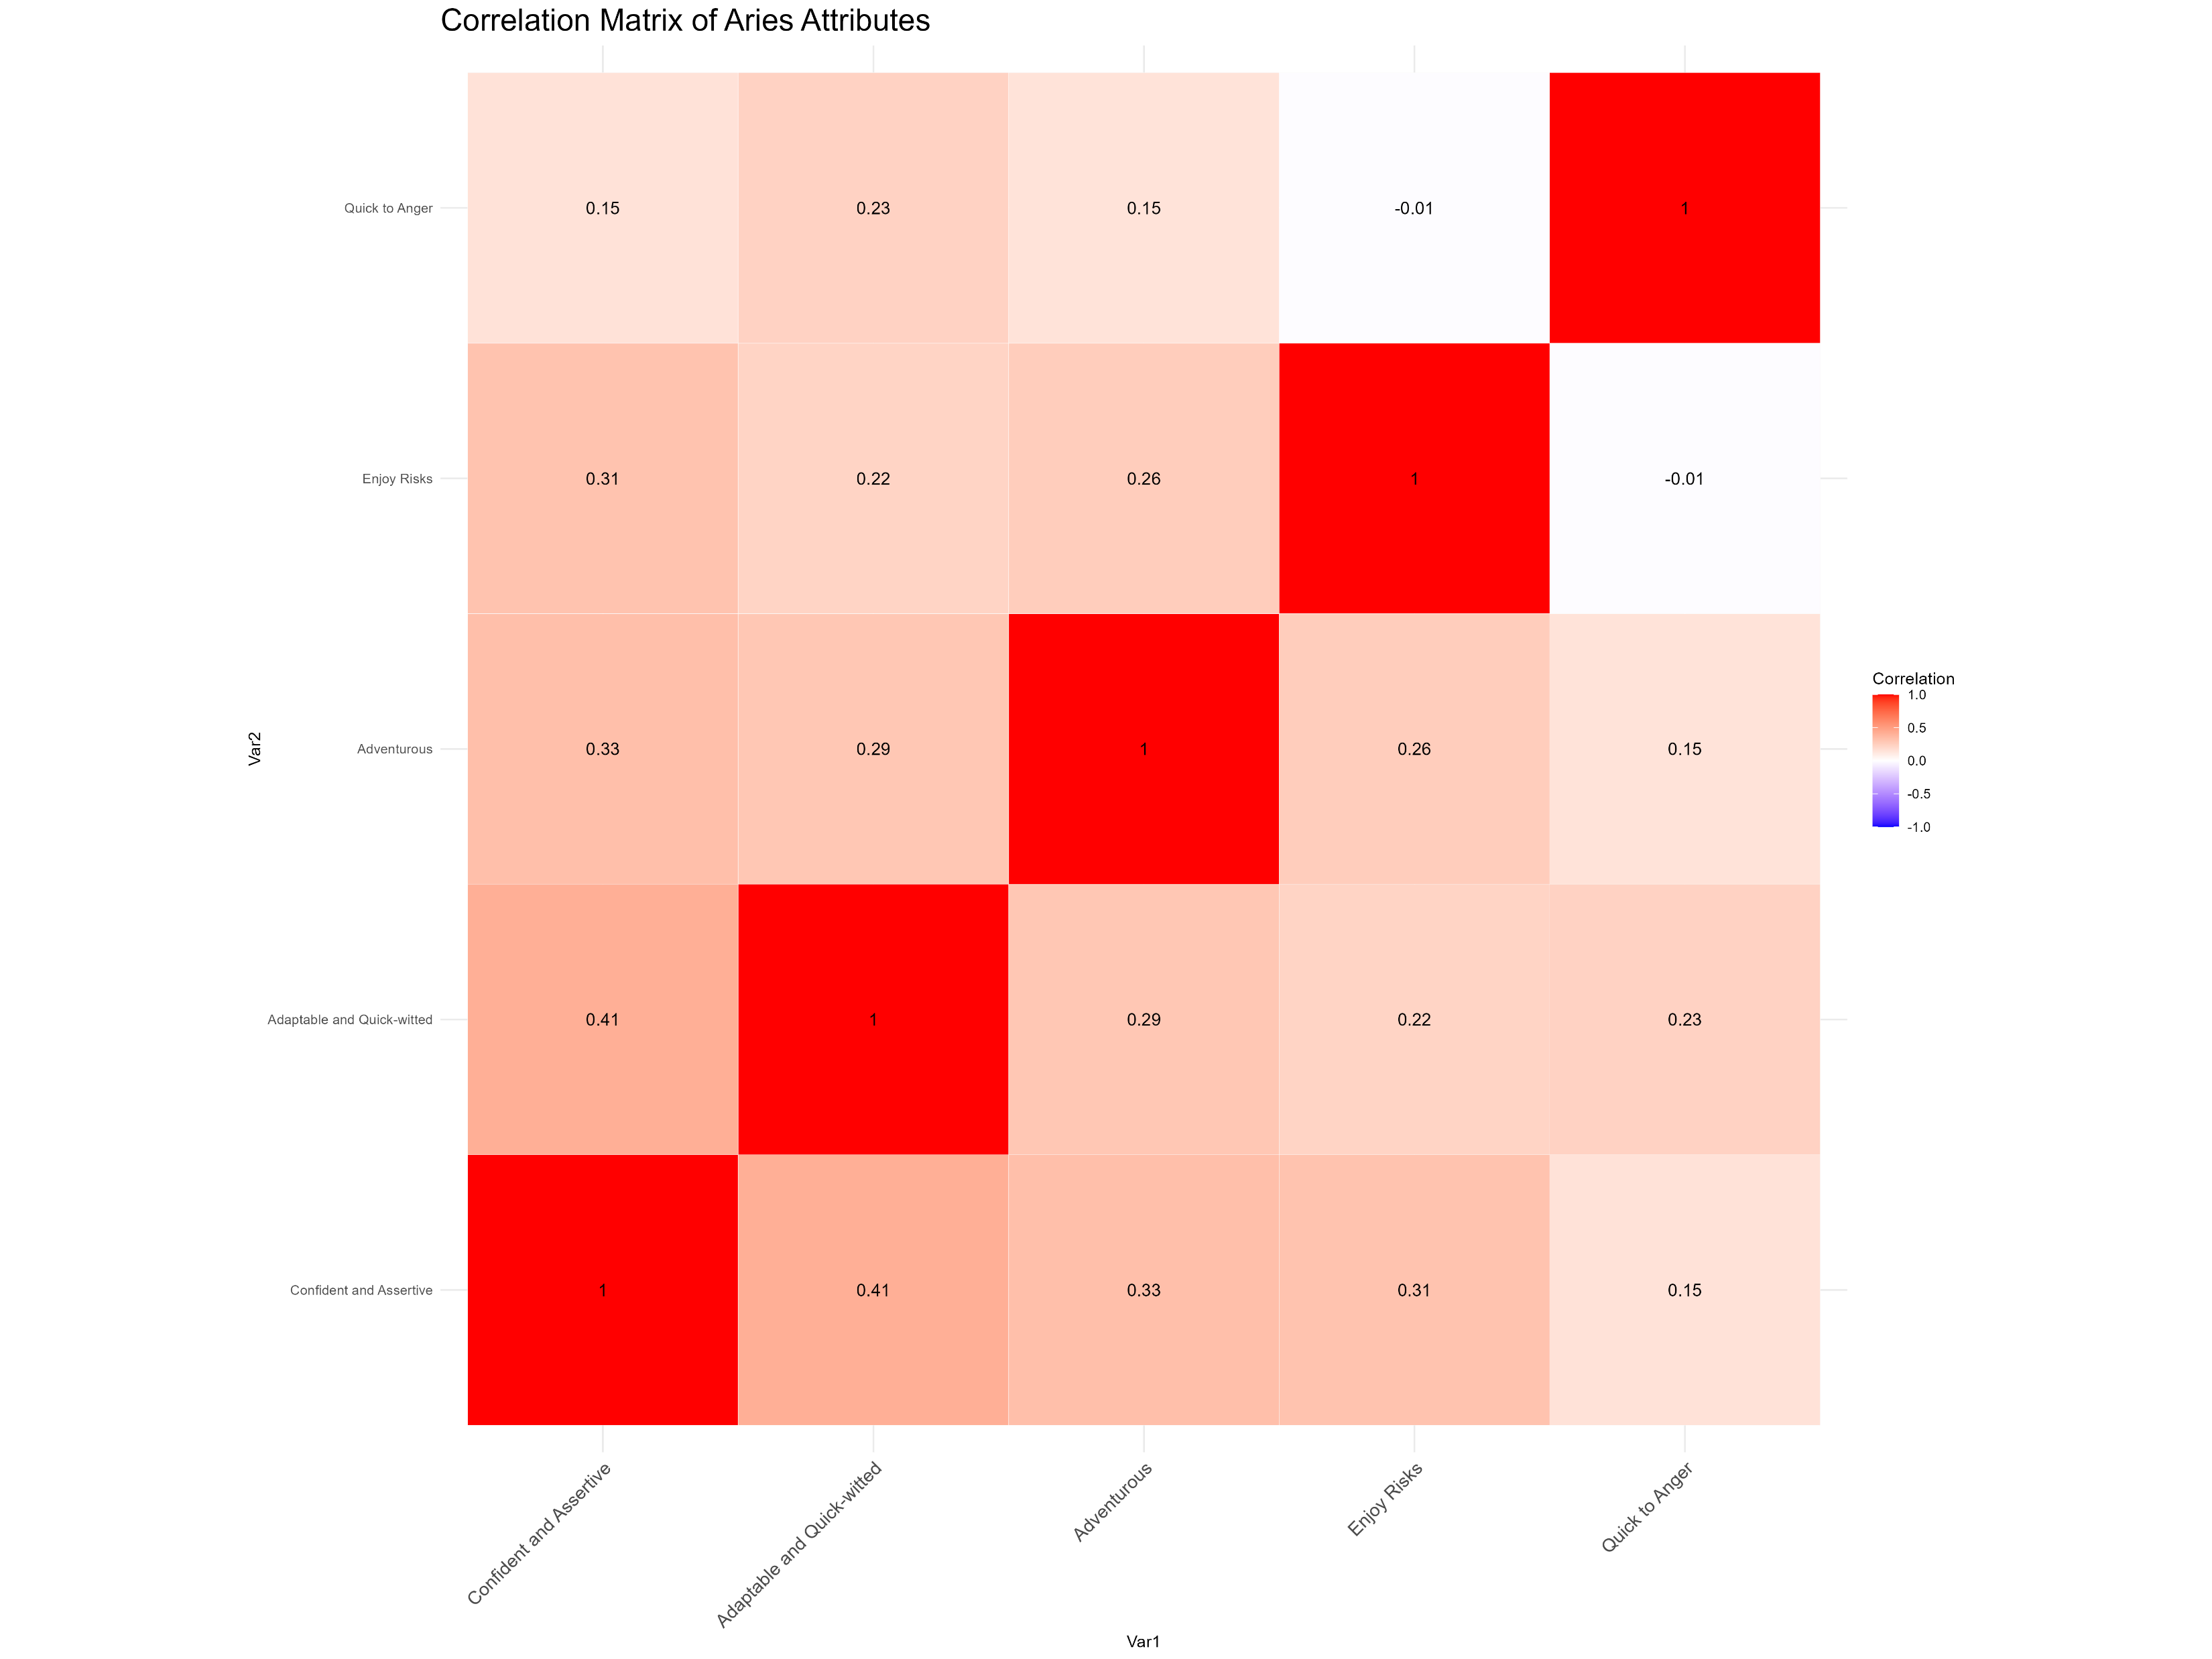 Correlation Matrix of Aries Attributes
Quick to Anger
0.15
0.23
0.15
-0.01
1
Enjoy Risks
0.31
0.22
0.26
1
-0.01
Var2
Adventurous
0.33
0.29
1
0.26
0.15
Adaptable and Quick-witted
0.41
1
0.29
0.22
0.23
Confident and Assertive
1
0.41
0.33
0.31
0.15
Confident and Assertive
Adaptable and Quick-witted
Adventurous
Enjoy Risks
Quick to Anger
Var1
Correlation
1.0
0.5
0.0
-0.5
-1.0